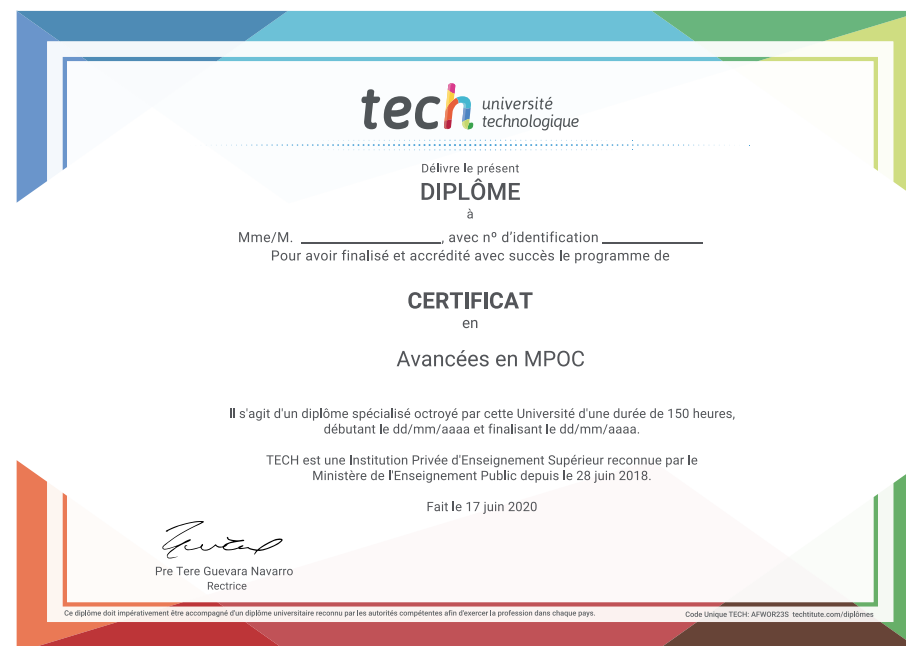 tech université
technologique
Délivre le présent
DIPLÔME
à
Mme/M. ____________________, avec nº d'identification ______________
Pour avoir finalisé et accrédité avec succès le programme de
CERTIFICAT
en
Avancées en MPOC
Il s'agit d'un diplôme spécialisé octroyé par cette Université d'une durée de 150 heures,
débutant le dd/mm/aaaa et finalisant le dd/mm/aaaa.
TECH est une Institution Privée d'Enseignement Supérieur reconnue par le
Ministère de l'Enseignement Public depuis le 28 juin 2018.
Fait le 17 juin 2020
Pre Tere Guevara Navarro
Rectrice
Ce diplôme doit impérativement être accompagné d'un diplôme universitaire reconnu par les autorités compétentes afin d'exercer la profession dans chaque pays.
Code Unique TECH: AFWOR23S techtitute.com/diplômes